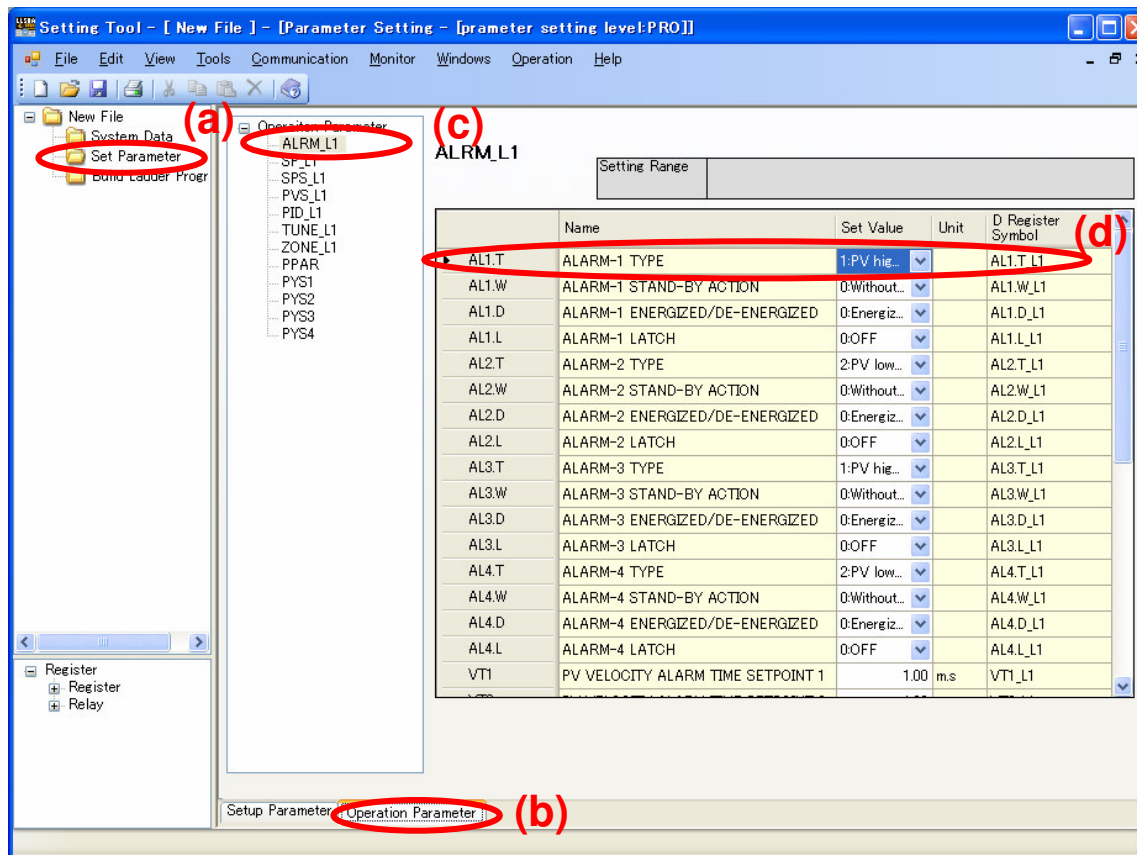 Setting Tool - [ New File ] - [Parameter Setting - [prameter setting level:PRO]]
File Edit View Tools Communication Monitor Windows Operation Help
New File
System Data
Set Parameter
Build Ladder Progr
(a)
Operaiton Parameter
ALRM_L1
SP_L1
SPS_L1
PVS_L1
PID_L1
TUNE_L1
ZONE_L1
PPAR
PYS1
PYS2
PYS3
PYS4
(c)
ALRM_L1
Setting Range
Name Set Value Unit D Register Symbol
(d)
AL1.T ALARM-1 TYPE 1:PV hig... AL1.T_L1
AL1.W ALARM-1 STAND-BY ACTION 0:Without... AL1.W_L1
AL1.D ALARM-1 ENERGIZED/DE-ENERGIZED 0:Energiz... AL1.D_L1
AL1.L ALARM-1 LATCH 0:OFF AL1.L_L1
AL2.T ALARM-2 TYPE 2:PV low... AL2.T_L1
AL2.W ALARM-2 STAND-BY ACTION 0:Without... AL2.W_L1
AL2.D ALARM-2 ENERGIZED/DE-ENERGIZED 0:Energiz... AL2.D_L1
AL2.L ALARM-2 LATCH 0:OFF AL2.L_L1
AL3.T ALARM-3 TYPE 1:PV hig... AL3.T_L1
AL3.W ALARM-3 STAND-BY ACTION 0:Without... AL3.W_L1
AL3.D ALARM-3 ENERGIZED/DE-ENERGIZED 0:Energiz... AL3.D_L1
AL3.L ALARM-3 LATCH 0:OFF AL3.L_L1
AL4.T ALARM-4 TYPE 2:PV low... AL4.T_L1
AL4.W ALARM-4 STAND-BY ACTION 0:Without... AL4.W_L1
AL4.D ALARM-4 ENERGIZED/DE-ENERGIZED 0:Energiz... AL4.D_L1
AL4.L ALARM-4 LATCH 0:OFF AL4.L_L1
VT1 PV VELOCITY ALARM TIME SETPOINT 1 1.00 m.s VT1_L1
Register
Register
Relay
Setup Parameter Operation Parameter
(b)